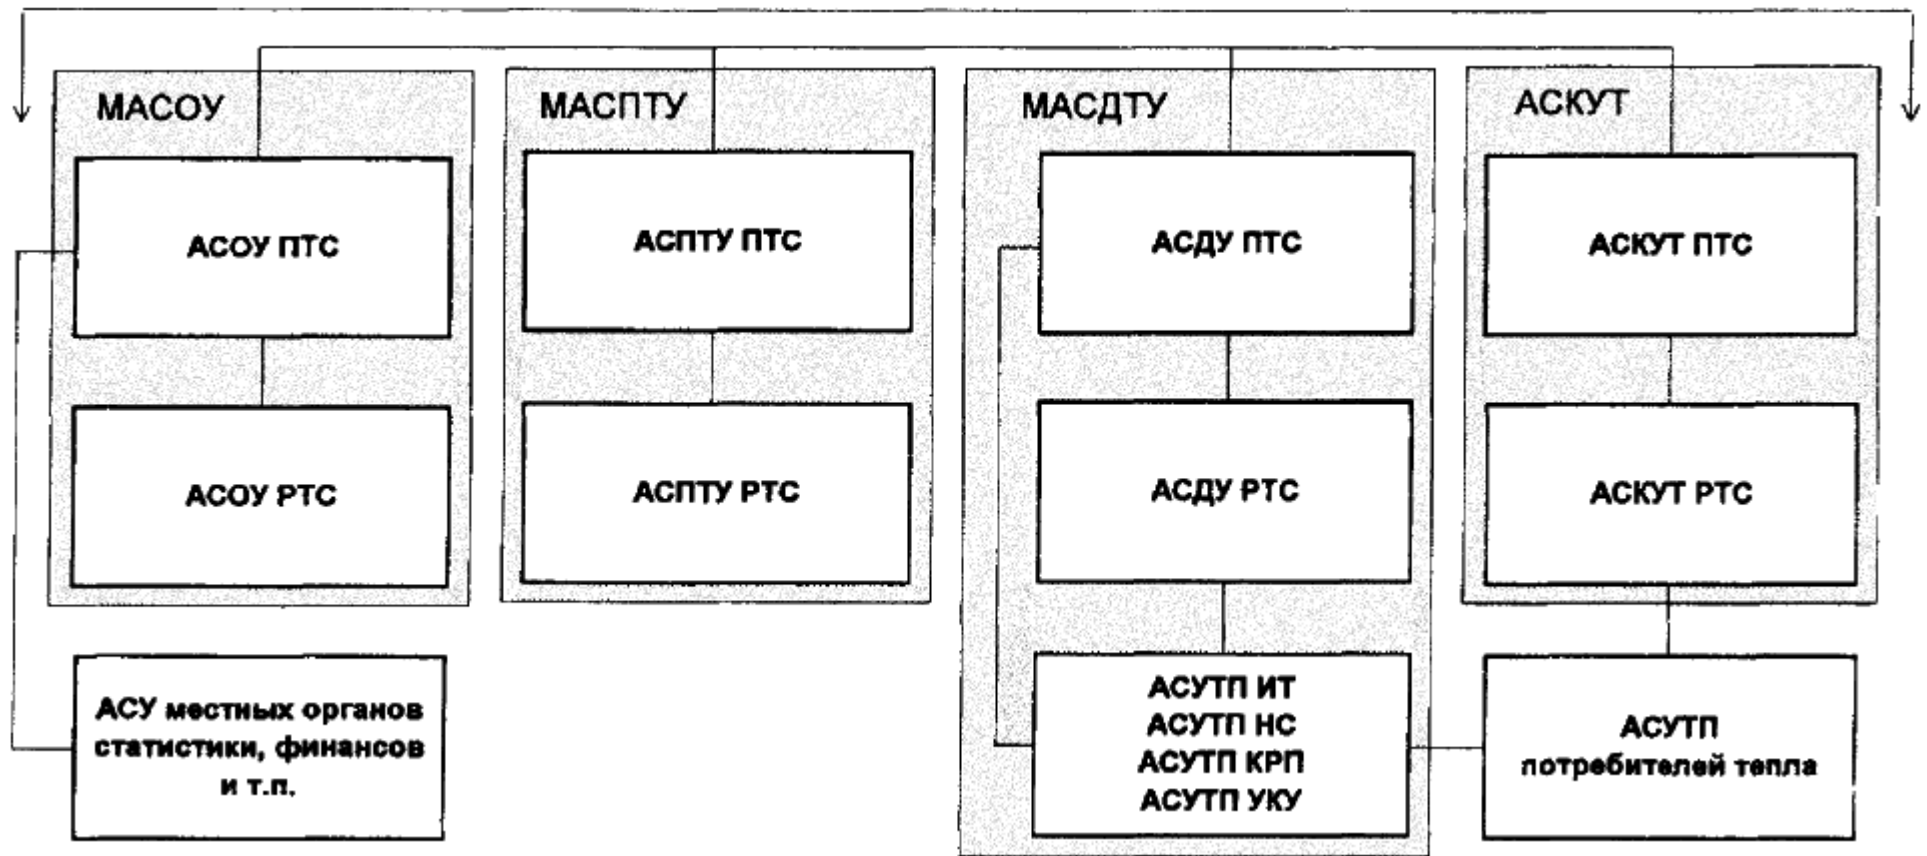 МАСОУ
МАСПТУ
МАСДТУ
АСКУТ
АСОУ ПТС
АСПТУ ПТС
АСДУ ПТС
АСКУТ ПТС
АСОУ РТС
АСПТУ РТС
АСДУ РТС
АСКУТ РТС
АСУ местных органов
статистики, финансов
и т.п.
АСУТП ИТ
АСУТП НС
АСУТП КРП
АСУТП УКУ
АСУТП
потребителей тепла